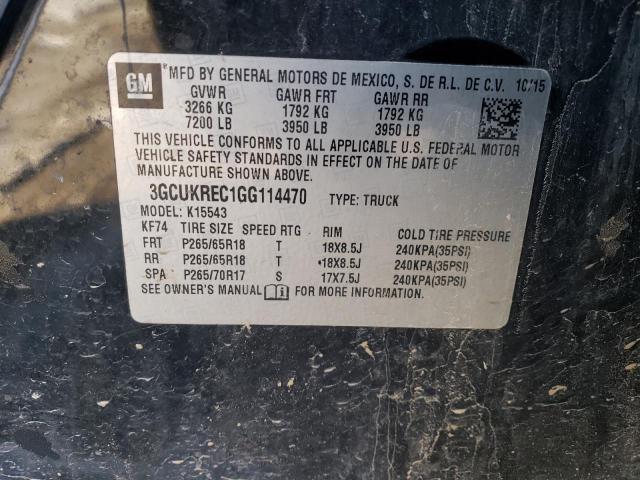 GM
MFD BY GENERAL MOTORS DE MEXICO, S. DE R.L. DE C.V. 10/15
GVWR GAWR FRT GAWR RR
3266 KG 1792 KG 1792 KG
7200 LB 3950 LB 3950 LB
THIS VEHICLE CONFORMS TO ALL APPLICABLE U.S. FEDERAL MOTOR
VEHICLE SAFETY STANDARDS IN EFFECT ON THE DATE OF
MANUFACTURE SHOWN ABOVE.
3GCUKREC1GG114470 TYPE: TRUCK
MODEL: K15543
KF74 TIRE SIZE SPEED RTG RIM COLD TIRE PRESSURE
FRT P265/65R18 T 18X8.5J 240KPA(35PSI)
RR P265/65R18 T 18X8.5J 240KPA(35PSI)
SPA P265/70R17 S 17X7.5J 240KPA(35PSI)
SEE OWNER'S MANUAL FOR MORE INFORMATION.